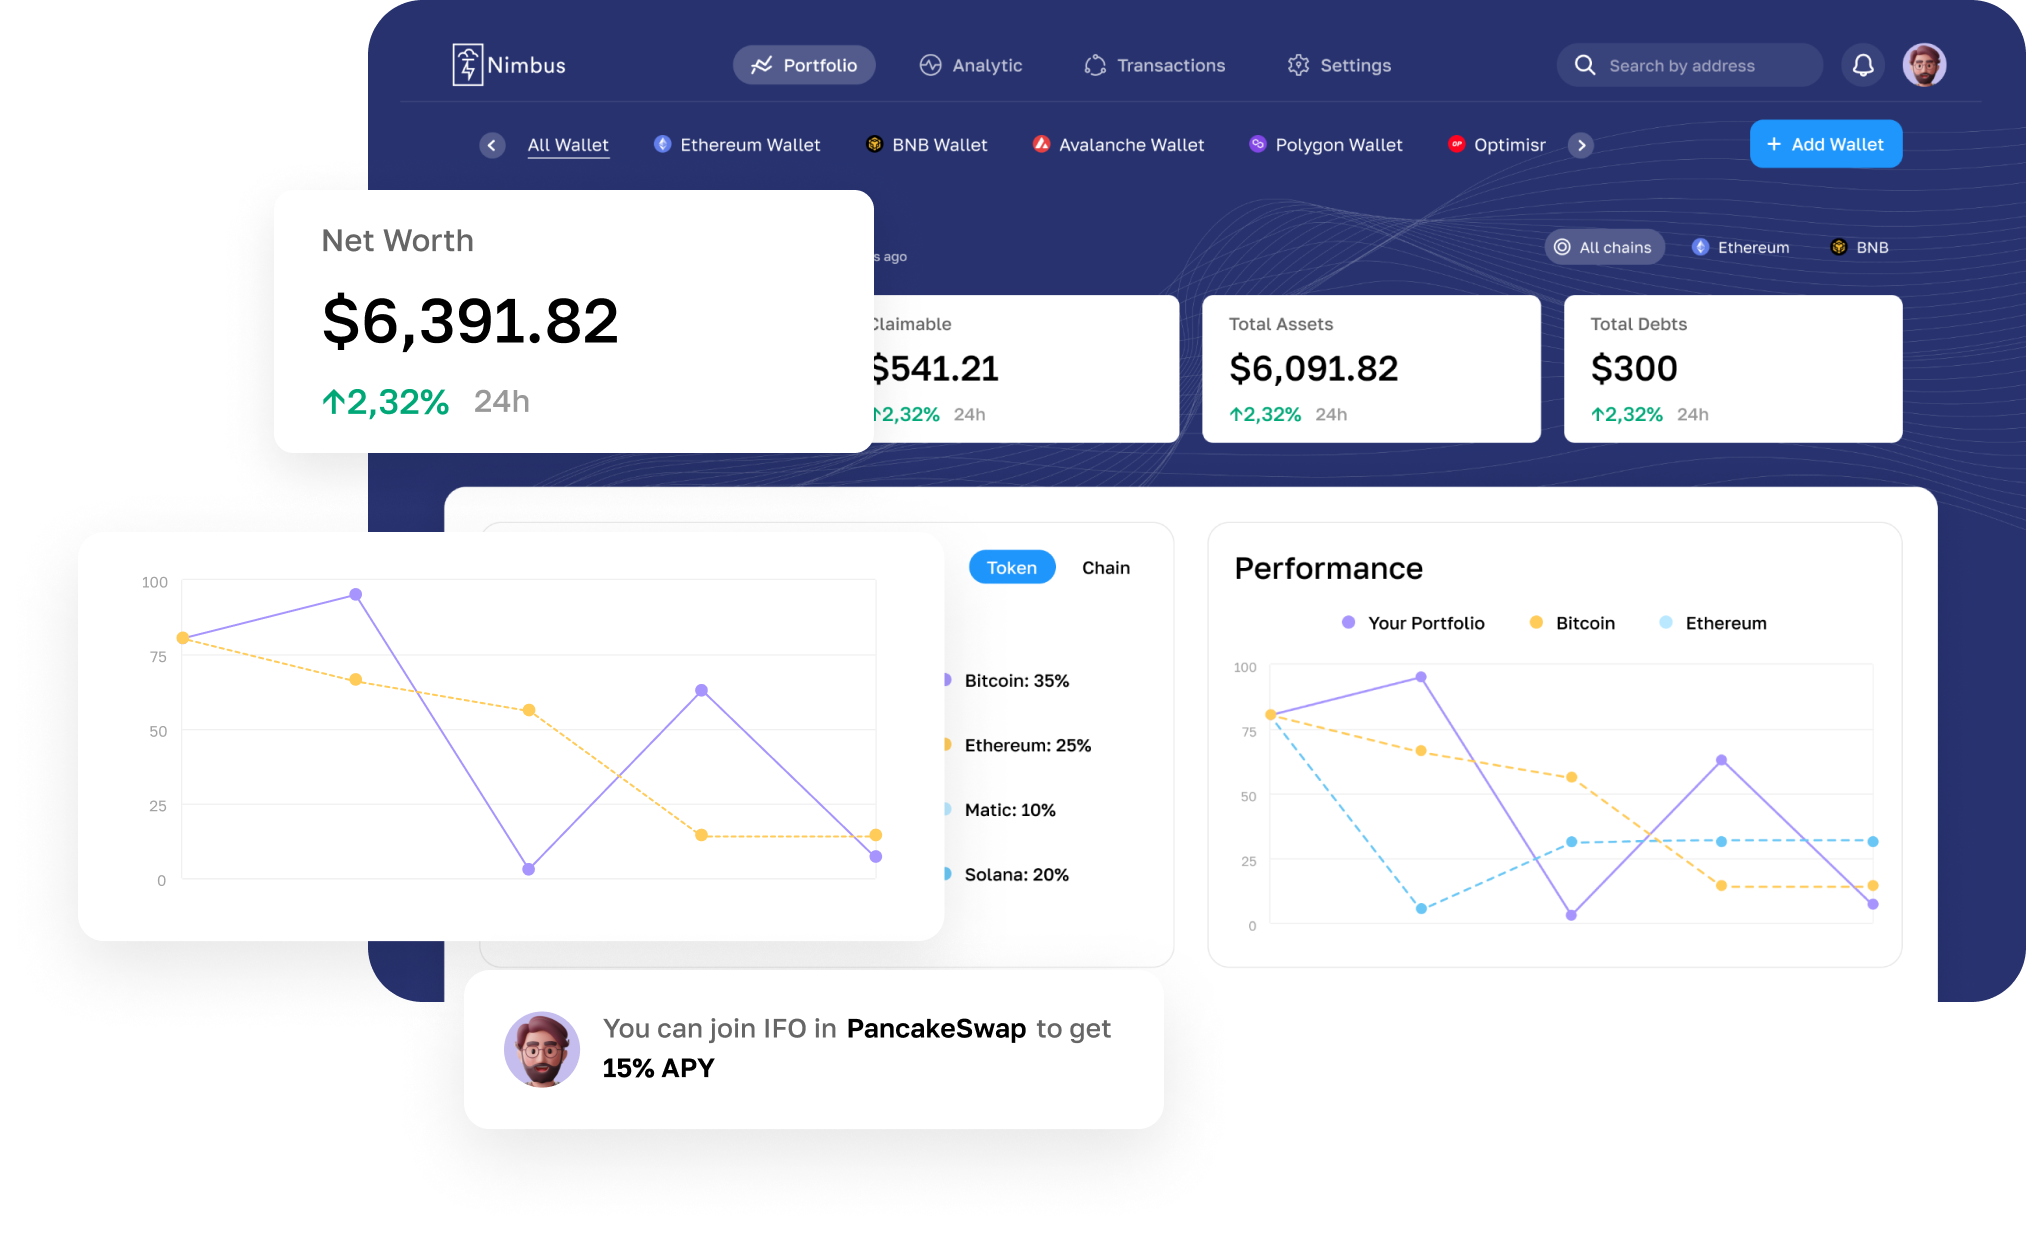 Nimbus
Portfolio
Analytic
Transactions
Settings
Search by address
All Wallet
Ethereum Wallet
BNB Wallet
Avalanche Wallet
Polygon Wallet
OP
Optimisr
+ Add Wallet
Net Worth
$6,391.82
↑2,32% 24h
s ago
All chains
Ethereum
BNB
Claimable
$541.21
↑2,32% 24h
Total Assets
$6,091.82
↑2,32% 24h
Total Debts
$300
↑2,32% 24h
100
75
50
25
0
Token
Chain
Bitcoin: 35%
Ethereum: 25%
Matic: 10%
Solana: 20%
Performance
Your Portfolio
Bitcoin
Ethereum
100
75
50
25
0
You can join IFO in PancakeSwap to get
15% APY